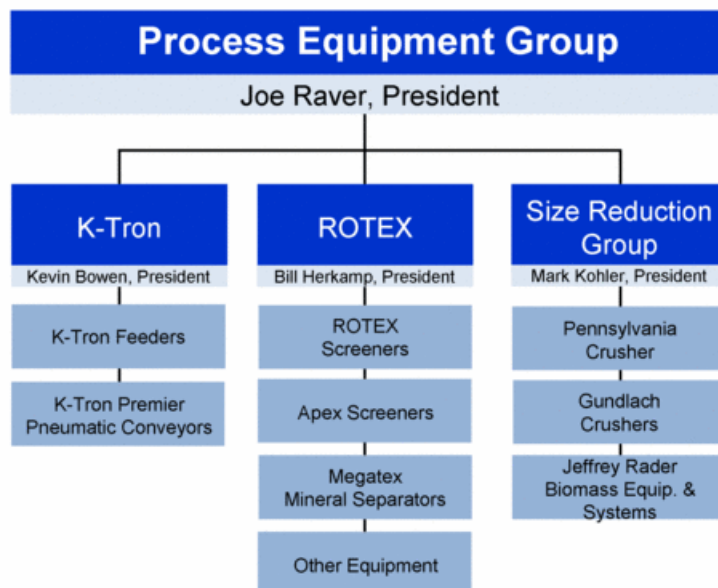 Process Equipment Group
Joe Raver, President
K-Tron
Kevin Bowen, President
K-Tron Feeders
K-Tron Premier
Pneumatic Conveyors
ROTEX
Bill Herkamp, President
ROTEX
Screeners
Apex Screeners
Megatex
Mineral Separators
Other Equipment
Size Reduction
Group
Mark Kohler, President
Pennsylvania
Crusher
Gundlach
Crushers
Jeffrey Rader
Biomass Equip. &
Systems